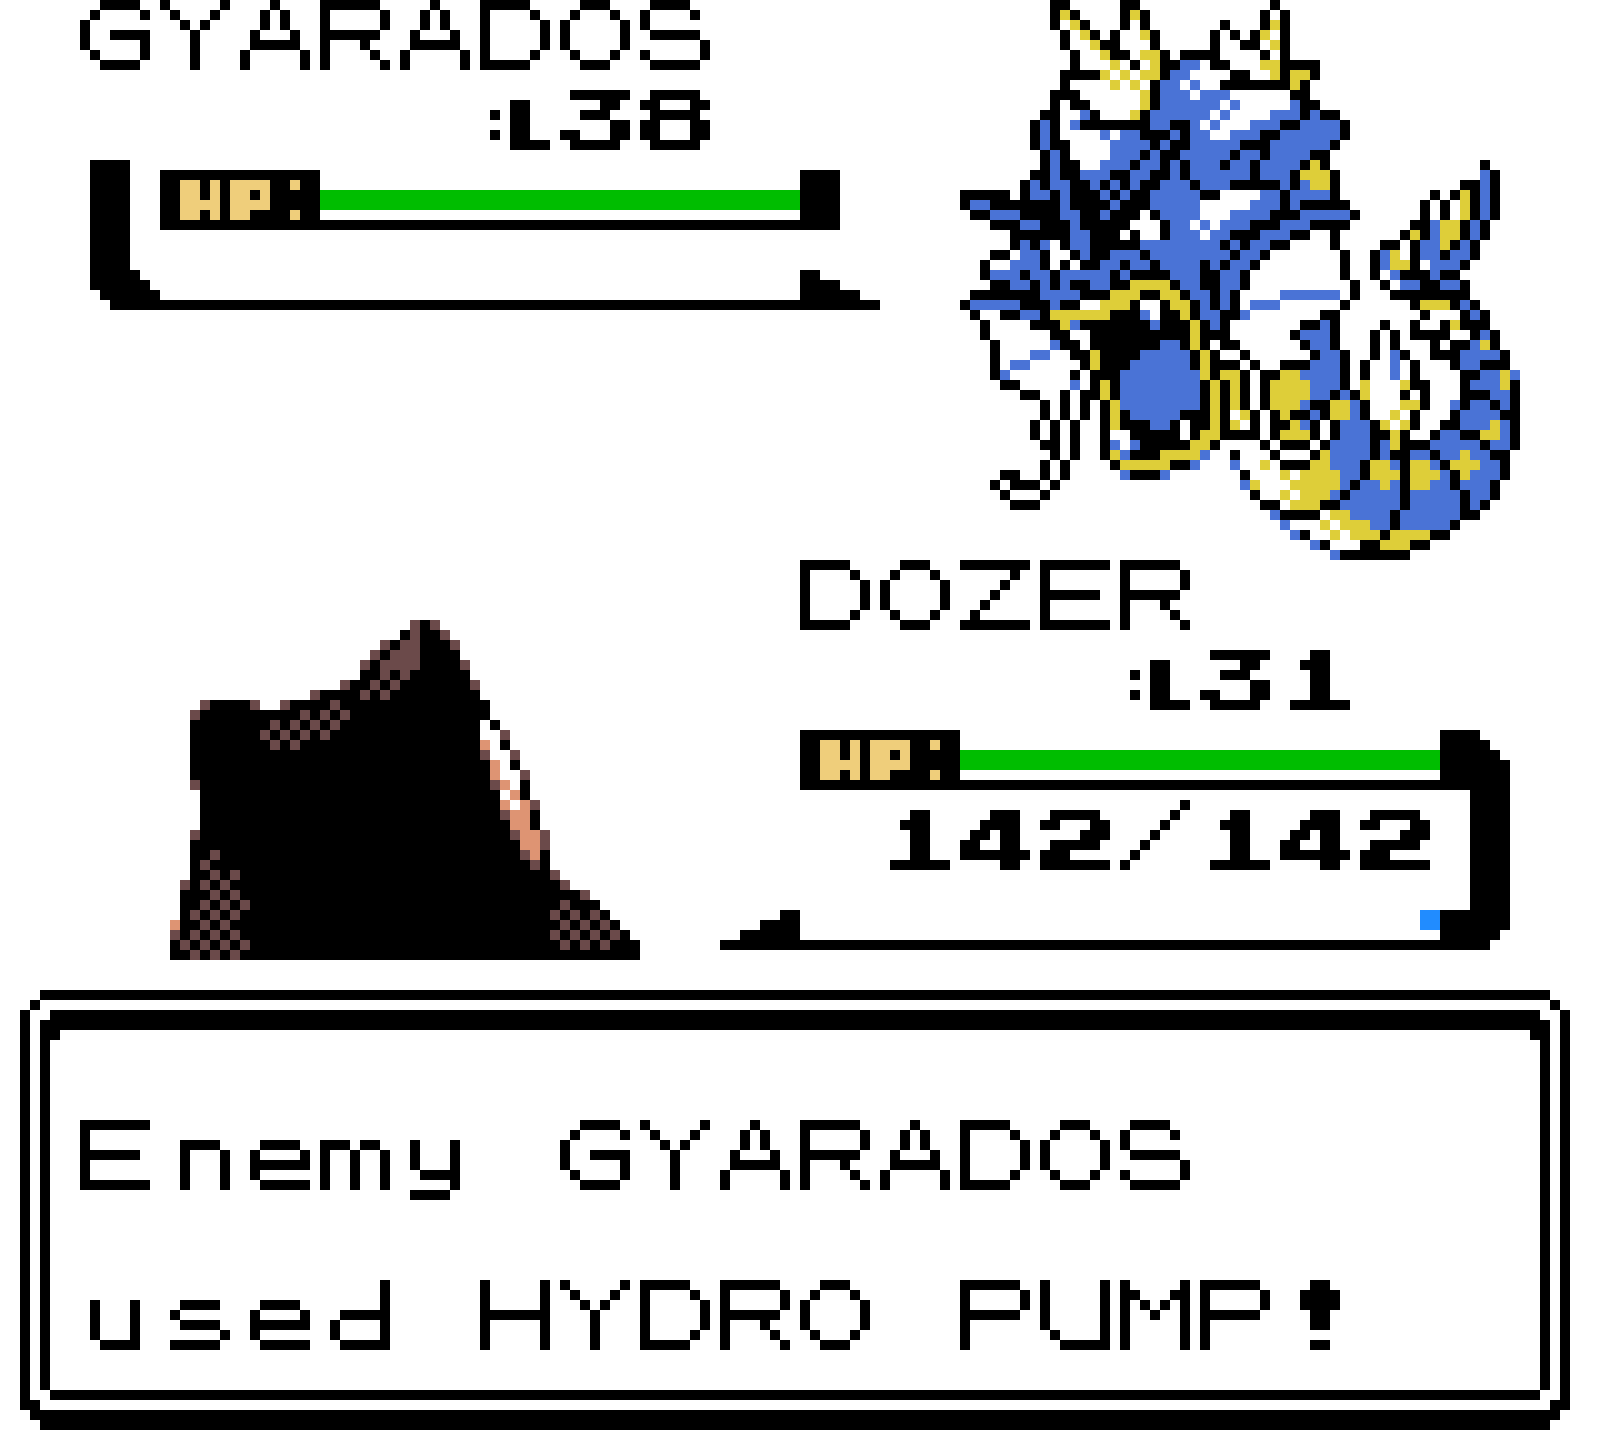 GYARADOS
:L38
HP:
DOZER
:L31
HP:
142/142
Enemy GYARADOS
used HYDRO PUMP!